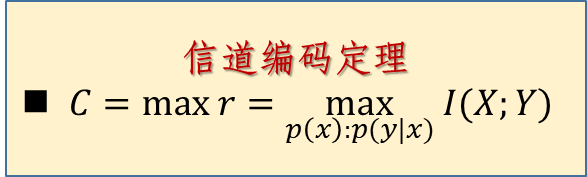 信道编码定理
■ C = max r = max I(X;Y)
p(x):p(y|x)